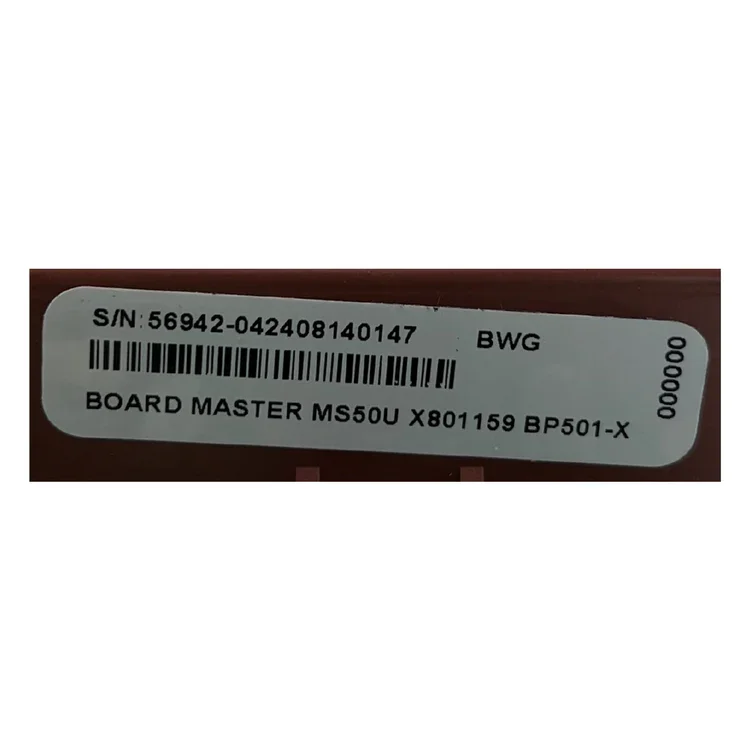 S/N: 56942-042408140147 BWG
BOARD MASTER MS50U X801159 BP501-X
000000